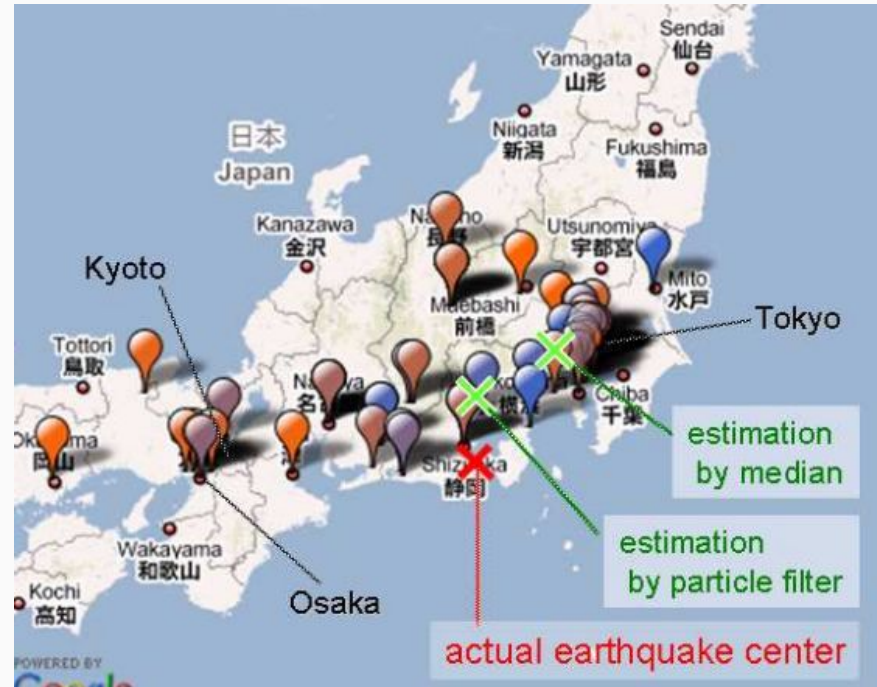 Sendai
仙台
Yamagata
山形
Niigata
新潟
Fukushima
福島
日本
Japan
Kanazawa
金沢
Utsunomiya
宇都宮
Kyoto
Mito
水戸
Maebashi
前橋
Tokyo
Tottori
鳥取
Chiba
千葉
estimation
by median
Shizuoka
静岡
estimation
by particle filter
Wakayama
和歌山
Osaka
Kochi
高知
actual earthquake center
POWERED BY
Google